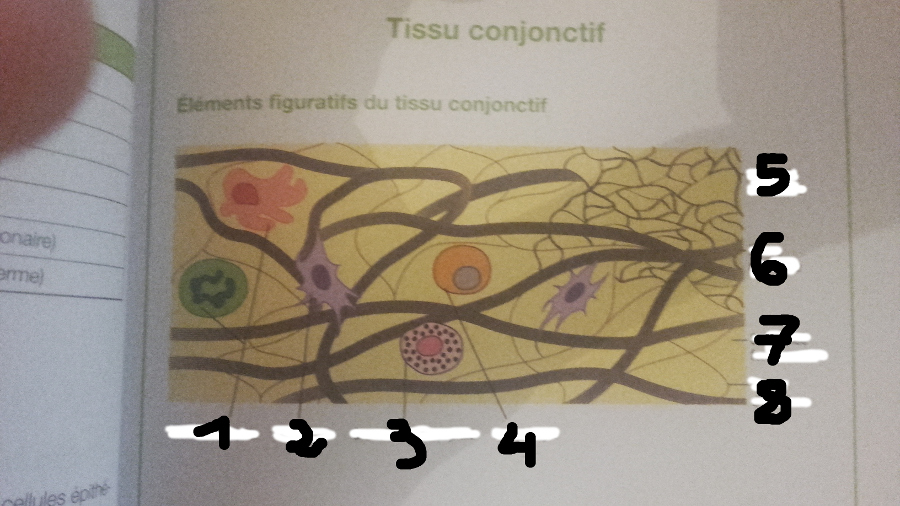 Tissu conjonctif
Éléments figuratifs du tissu conjonctif
onaire)
erme)
cellules épithé-
5
6
7
8
1 2 3 4